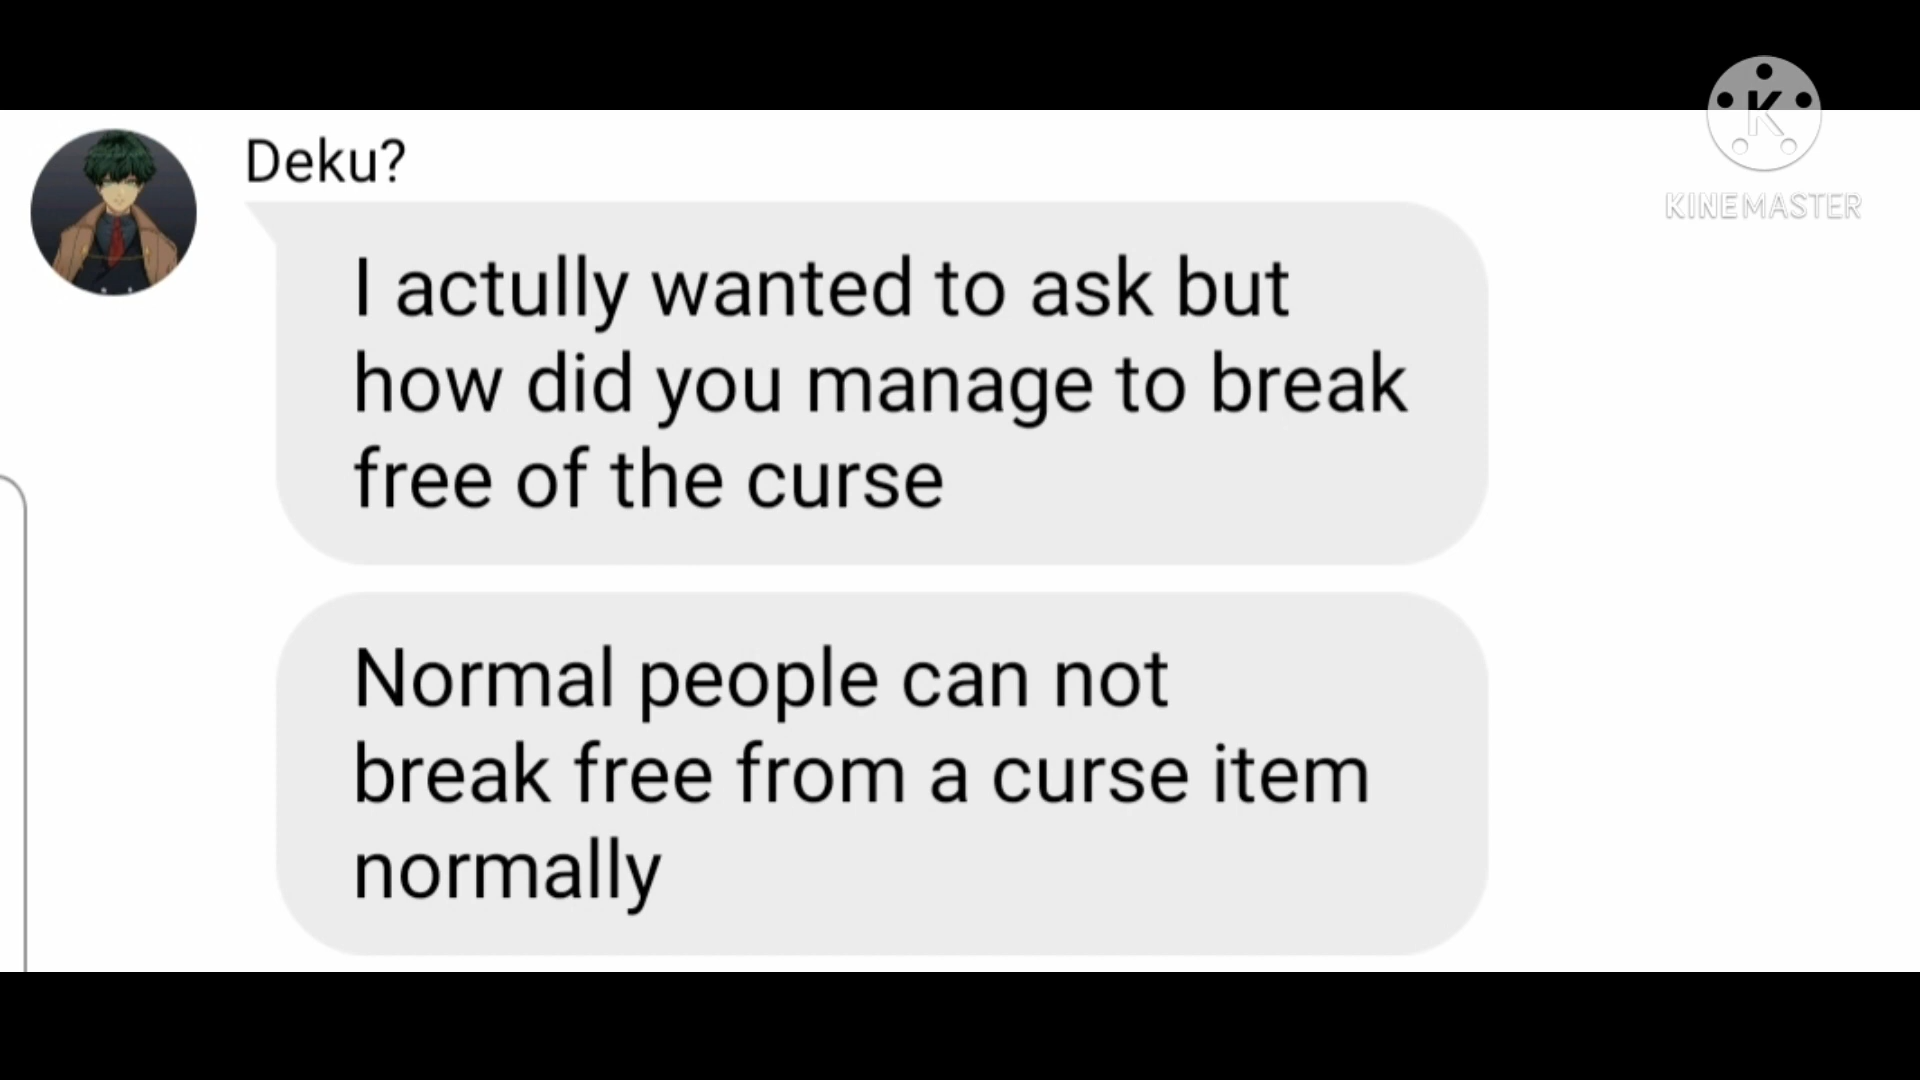 Deku?
K
KINEMASTER
I actully wanted to ask but
how did you manage to break
free of the curse
Normal people can not
break free from a curse item
normally